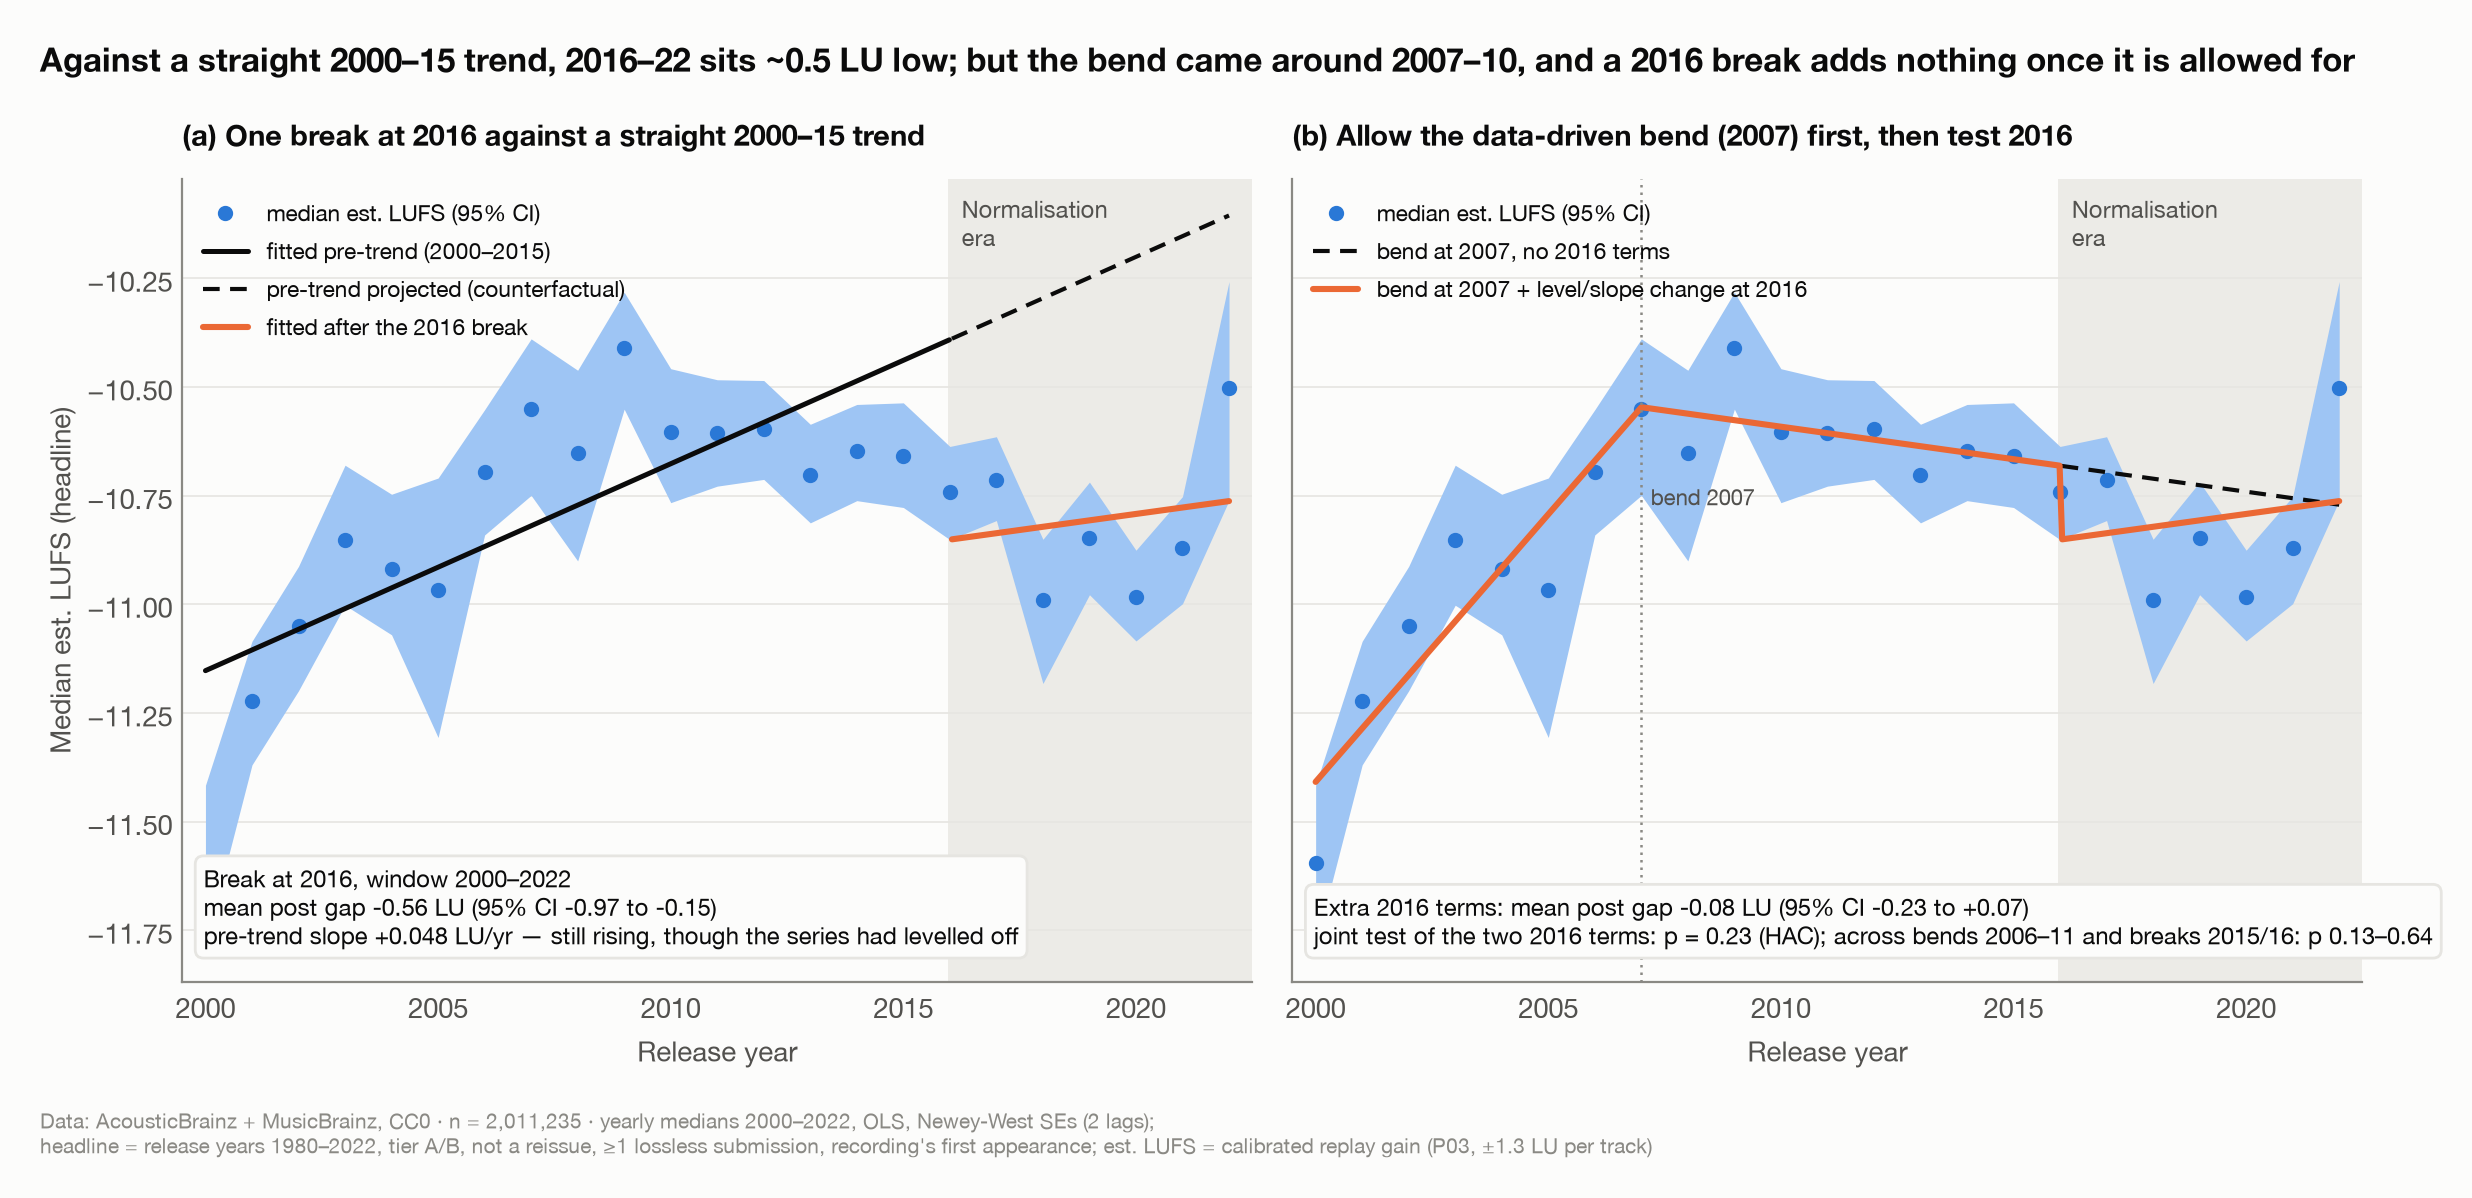 Against a straight 2000–15 trend, 2016–22 sits ~0.5 LU low; but the bend came around 2007–10, and a 2016 break adds nothing once it is allowed for
(a) One break at 2016 against a straight 2000–15 trend
median est. LUFS (95% CI)
fitted pre-trend (2000–2015)
pre-trend projected (counterfactual)
fitted after the 2016 break
Normalisation
era
Median est. LUFS (headline)
−10.25
−10.50
−10.75
−11.00
−11.25
−11.50
−11.75
Break at 2016, window 2000–2022
mean post gap -0.56 LU (95% CI -0.97 to -0.15)
pre-trend slope +0.048 LU/yr — still rising, though the series had levelled off
2000 2005 2010 2015 2020
Release year
(b) Allow the data-driven bend (2007) first, then test 2016
median est. LUFS (95% CI)
bend at 2007, no 2016 terms
bend at 2007 + level/slope change at 2016
Normalisation
era
bend 2007
Extra 2016 terms: mean post gap -0.08 LU (95% CI -0.23 to +0.07)
joint test of the two 2016 terms: p = 0.23 (HAC); across bends 2006–11 and breaks 2015/16: p 0.13–0.64
2000 2005 2010 2015 2020
Release year
Data: AcousticBrainz + MusicBrainz, CC0 · n = 2,011,235 · yearly medians 2000–2022, OLS, Newey-West SEs (2 lags);
headline = release years 1980–2022, tier A/B, not a reissue, ≥1 lossless submission, recording's first appearance; est. LUFS = calibrated replay gain (P03, ±1.3 LU per track)